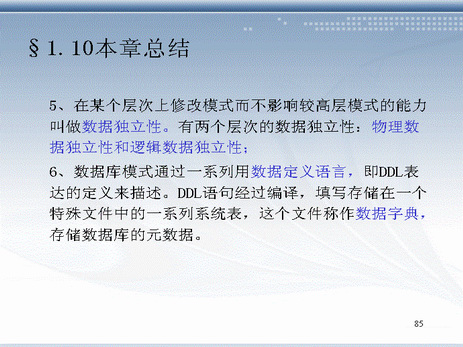 §1.10本章总结
5、在某个层次上修改模式而不影响较高层模式的能力
叫做数据独立性。有两个层次的数据独立性：物理数
据独立性和逻辑数据独立性；
6、数据库模式通过一系列用数据定义语言，即DDL表
达的定义来描述。DDL语句经过编译，填写存储在一个
特殊文件中的一系列系统表，这个文件称作数据字典，
存储数据库的元数据。
85